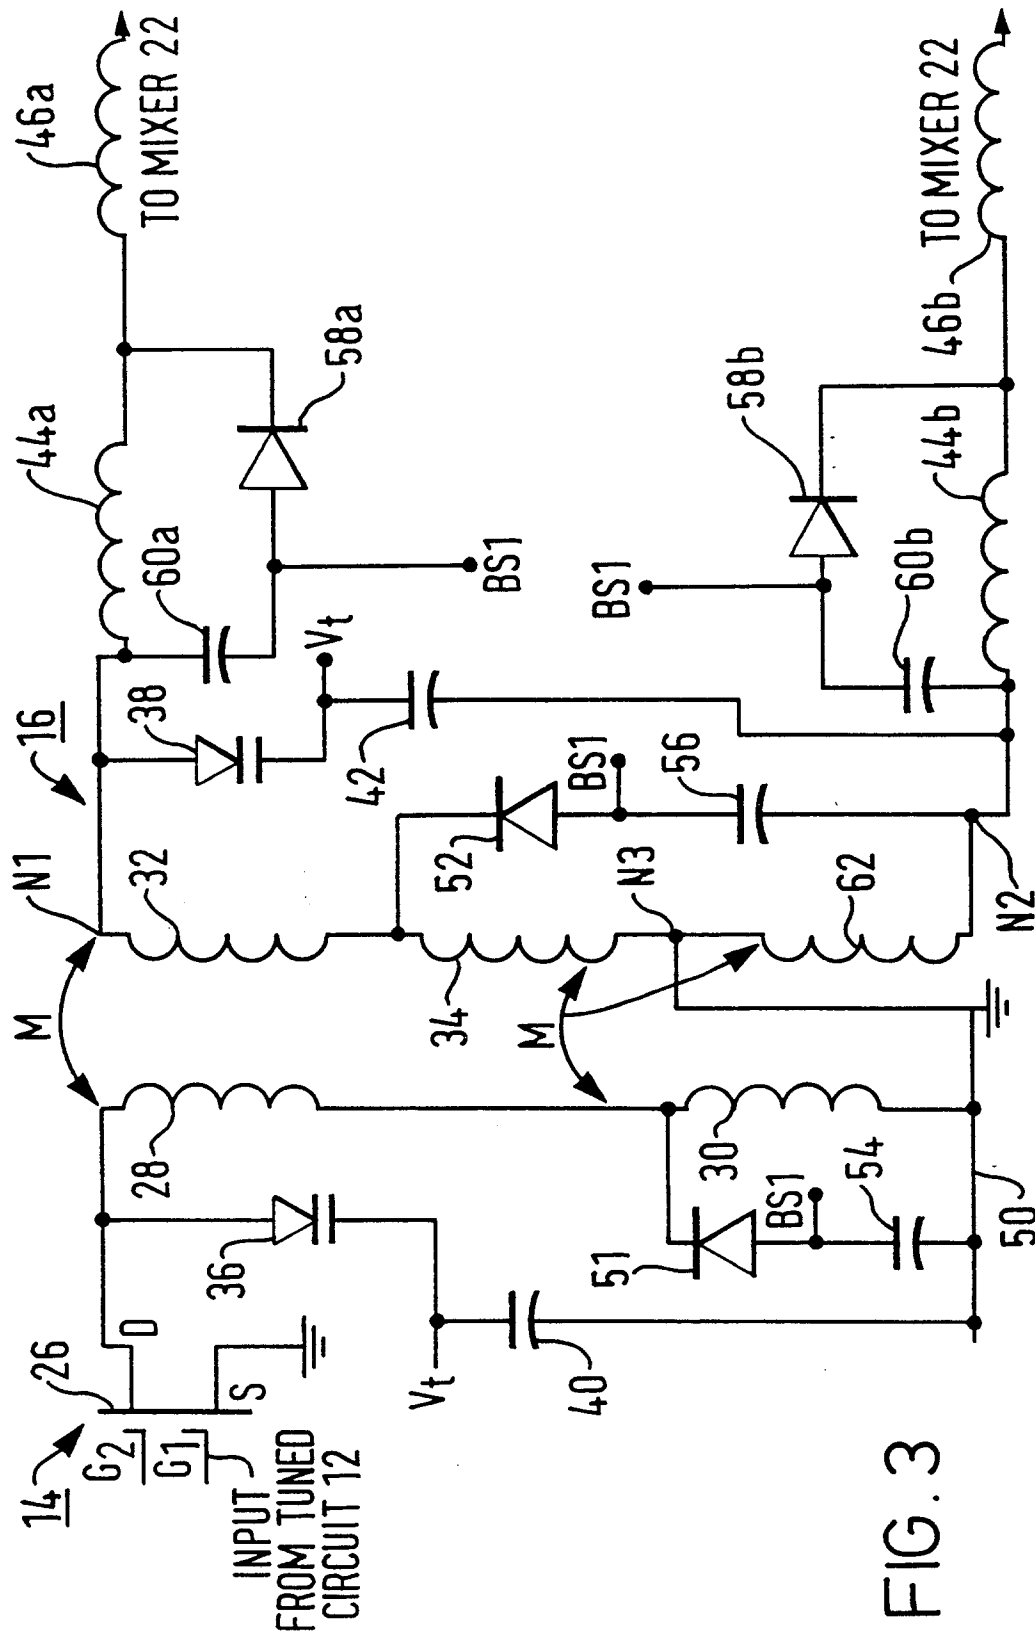 14
26
G2
G1
D
S
INPUT
FROM TUNED
CIRCUIT 12
M
N1
16
28
32
38
36
Vt
40
42
Vt
44a
60a
58a
BS1
46a
TO MIXER 22
M
34
52
BS1
N3
56
51
BS1
30
54
50
62
N2
BS1
58b
60b
44b
46b
TO MIXER 22
FIG. 3